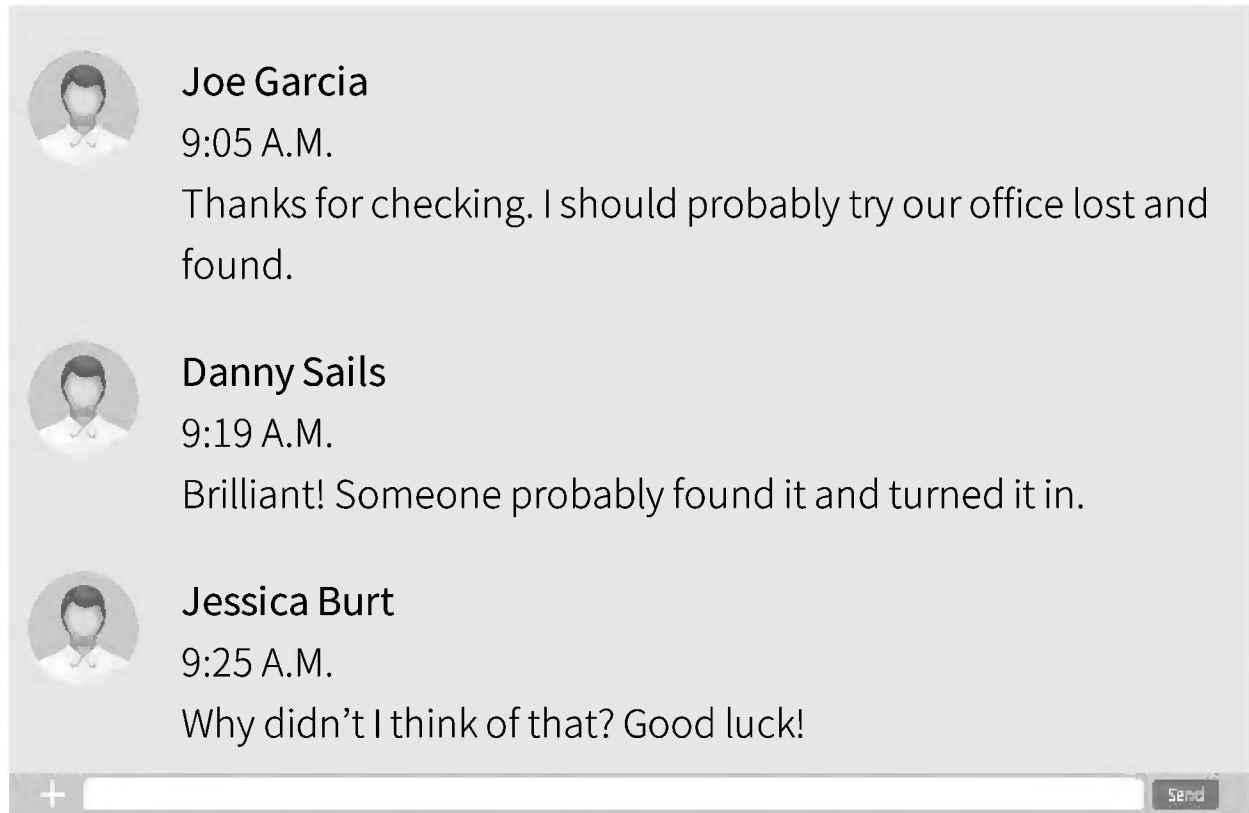 Joe Garcia
9:05 A.M.
Thanks for checking. I should probably try our office lost and
found.
Danny Sails
9:19 A.M.
Brilliant! Someone probably found it and turned it in.
Jessica Burt
9:25 A.M.
Why didn’t I think of that? Good luck!
Send